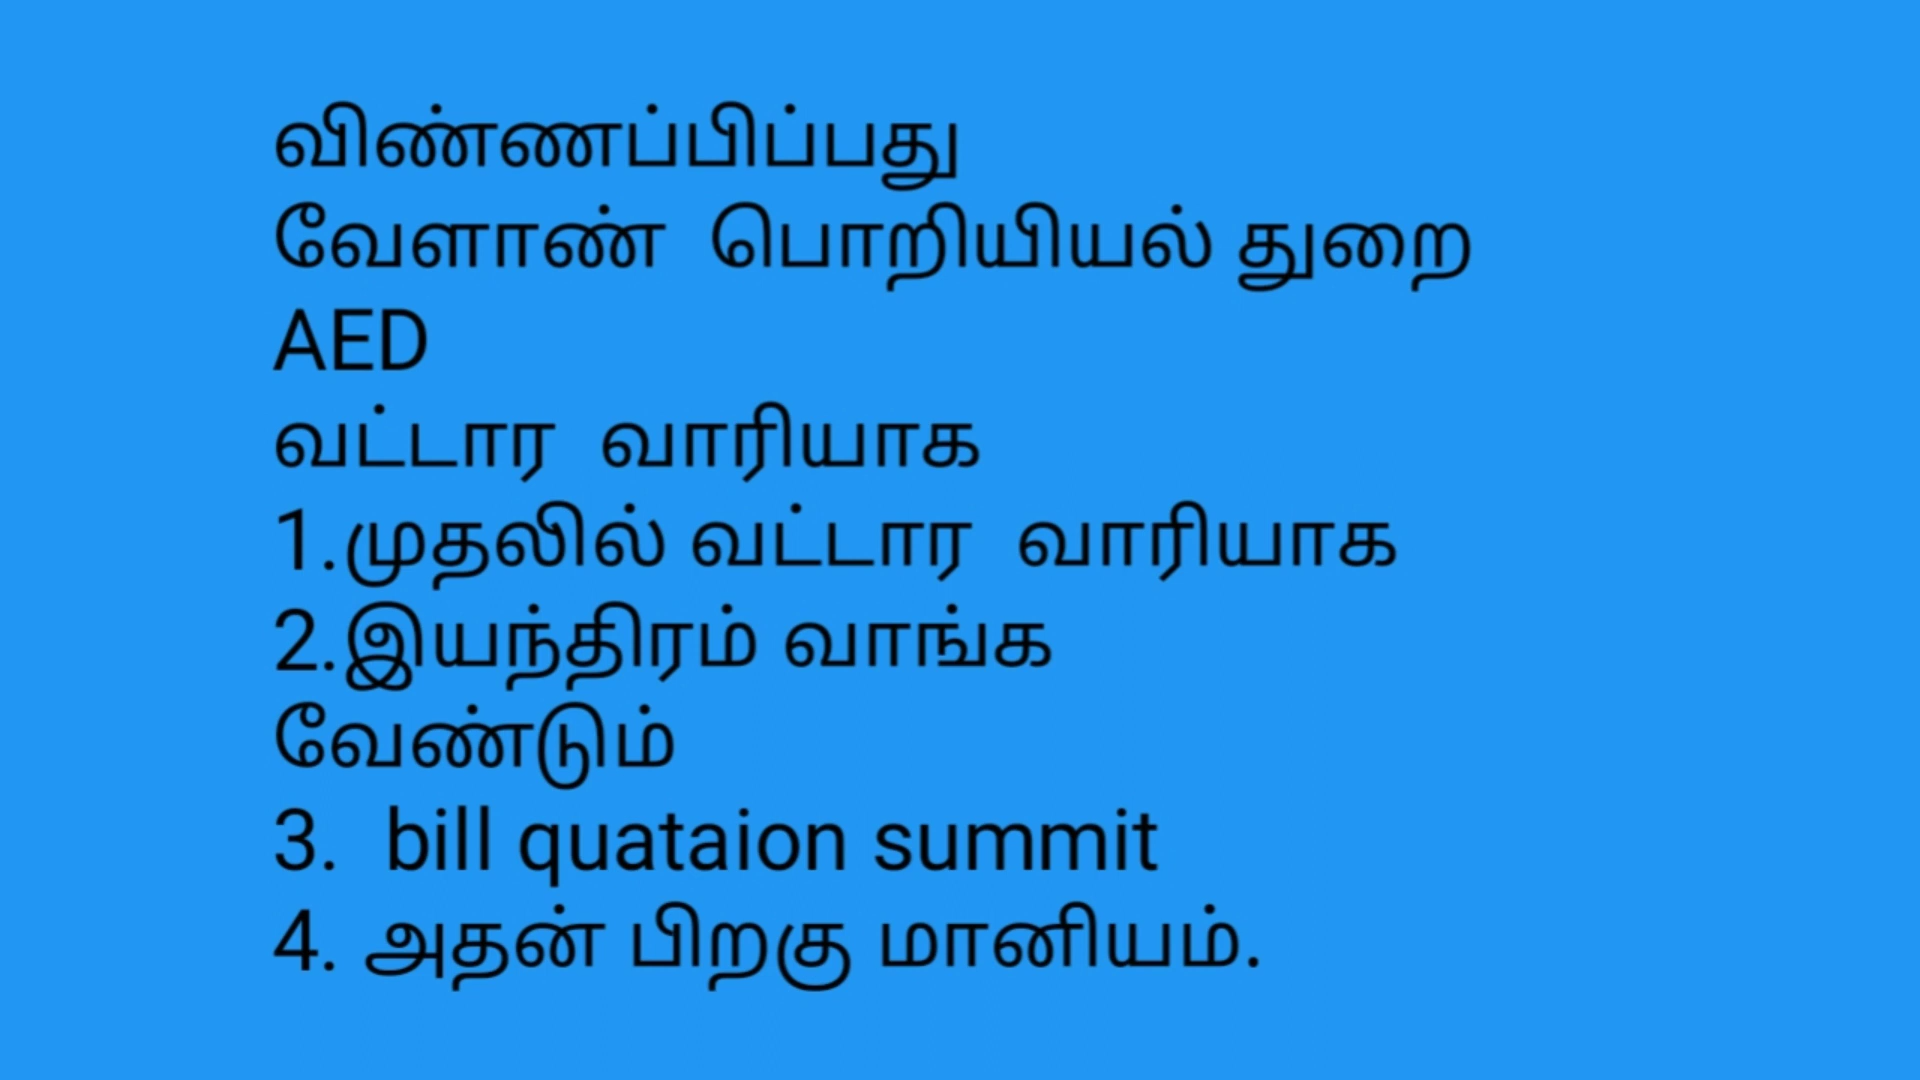 விண்ணப்பிப்பது
வேளாண் பொறியியல் துறை
AED
வட்டார வாரியாக
1.முதலில் வட்டார வாரியாக
2.இயந்திரம் வாங்க
வேண்டும்
3. bill quataion summit
4. அதன் பிறகு மானியம்.